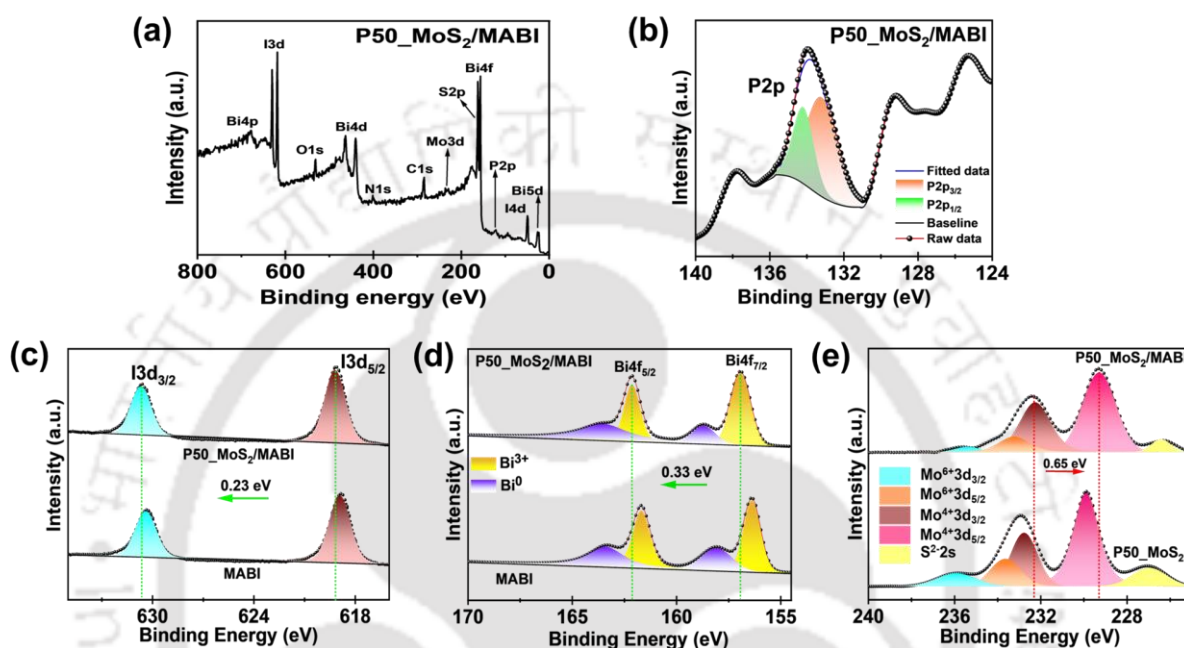 (a)
P50_MoS₂/MABI
I3d
Bi4f
S2p
Bi4p
Bi4d
O1s
Mo3d
C1s
P2p
N1s
Bi5d
I4d
Intensity (a.u.)
800 600 400 200 0
Binding energy (eV)
(b)
P50_MoS₂/MABI
P2p
Fitted data
P2p₃/₂
P2p₁/₂
Baseline
Raw data
Intensity (a.u.)
140 136 132 128 124
Binding Energy (eV)
(c)
I3d₃/₂
I3d₅/₂
P50_MoS₂/MABI
0.23 eV
MABI
Intensity (a.u.)
630 624 618
Binding Energy (eV)
(d)
P50_MoS₂/MABI
Bi4f₅/₂
Bi4f₇/₂
Bi³⁺
Bi⁰
0.33 eV
MABI
Intensity (a.u.)
170 165 160 155
Binding Energy (eV)
(e)
P50_MoS₂/MABI
0.65 eV
Mo⁶⁺3d₃/₂
Mo⁶⁺3d₅/₂
Mo⁴⁺3d₃/₂
Mo⁴⁺3d₅/₂
S²⁻2s
P50_MoS₂
Intensity (a.u.)
240 236 232 228
Binding Energy (eV)